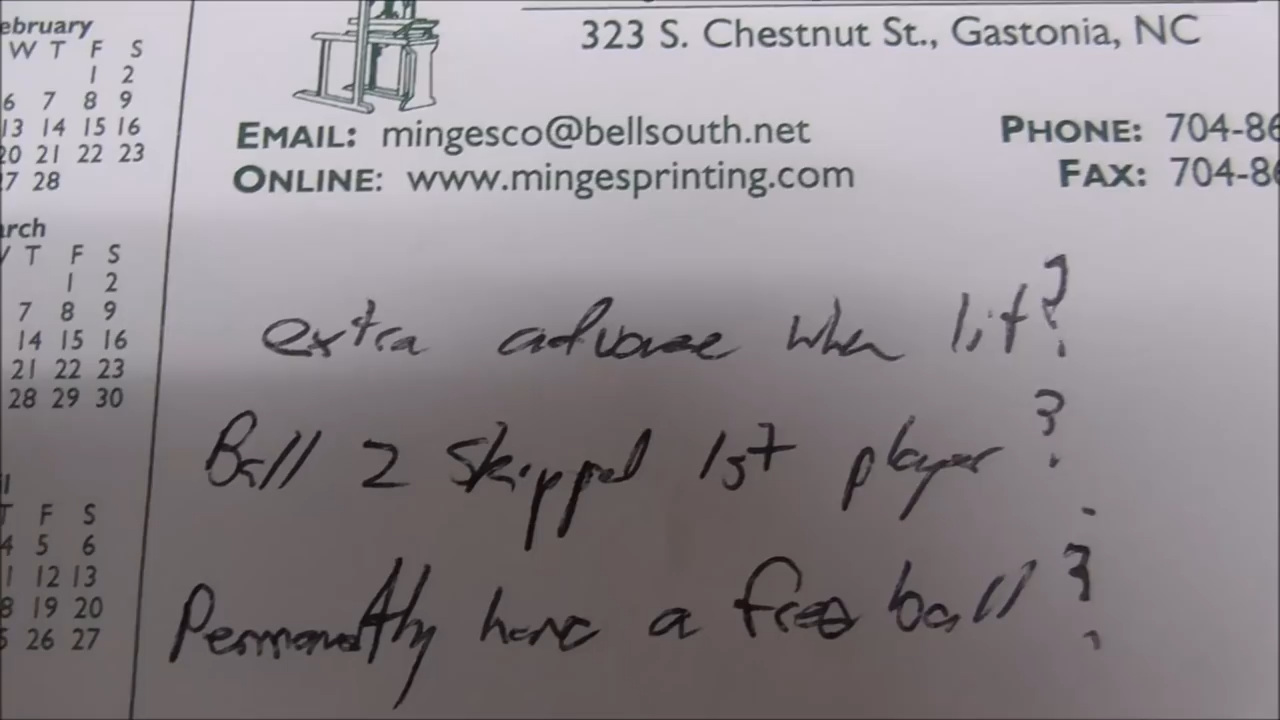 ebruary
W T F S
1 2
6 7 8 9
13 14 15 16
20 21 22 23
27 28
arch
T F S
1 2
7 8 9
14 15 16
21 22 23
28 29 30
F S
4 5 6
11 12 13
18 19 20
26 27
323 S. Chestnut St., Gastonia, NC
EMAIL: mingesco@bellsouth.net
PHONE: 704-86
ONLINE: www.mingesprinting.com
FAX: 704-86
extra advance when lit?
Ball 2 skipped 1st player?
Permanently have a free ball?